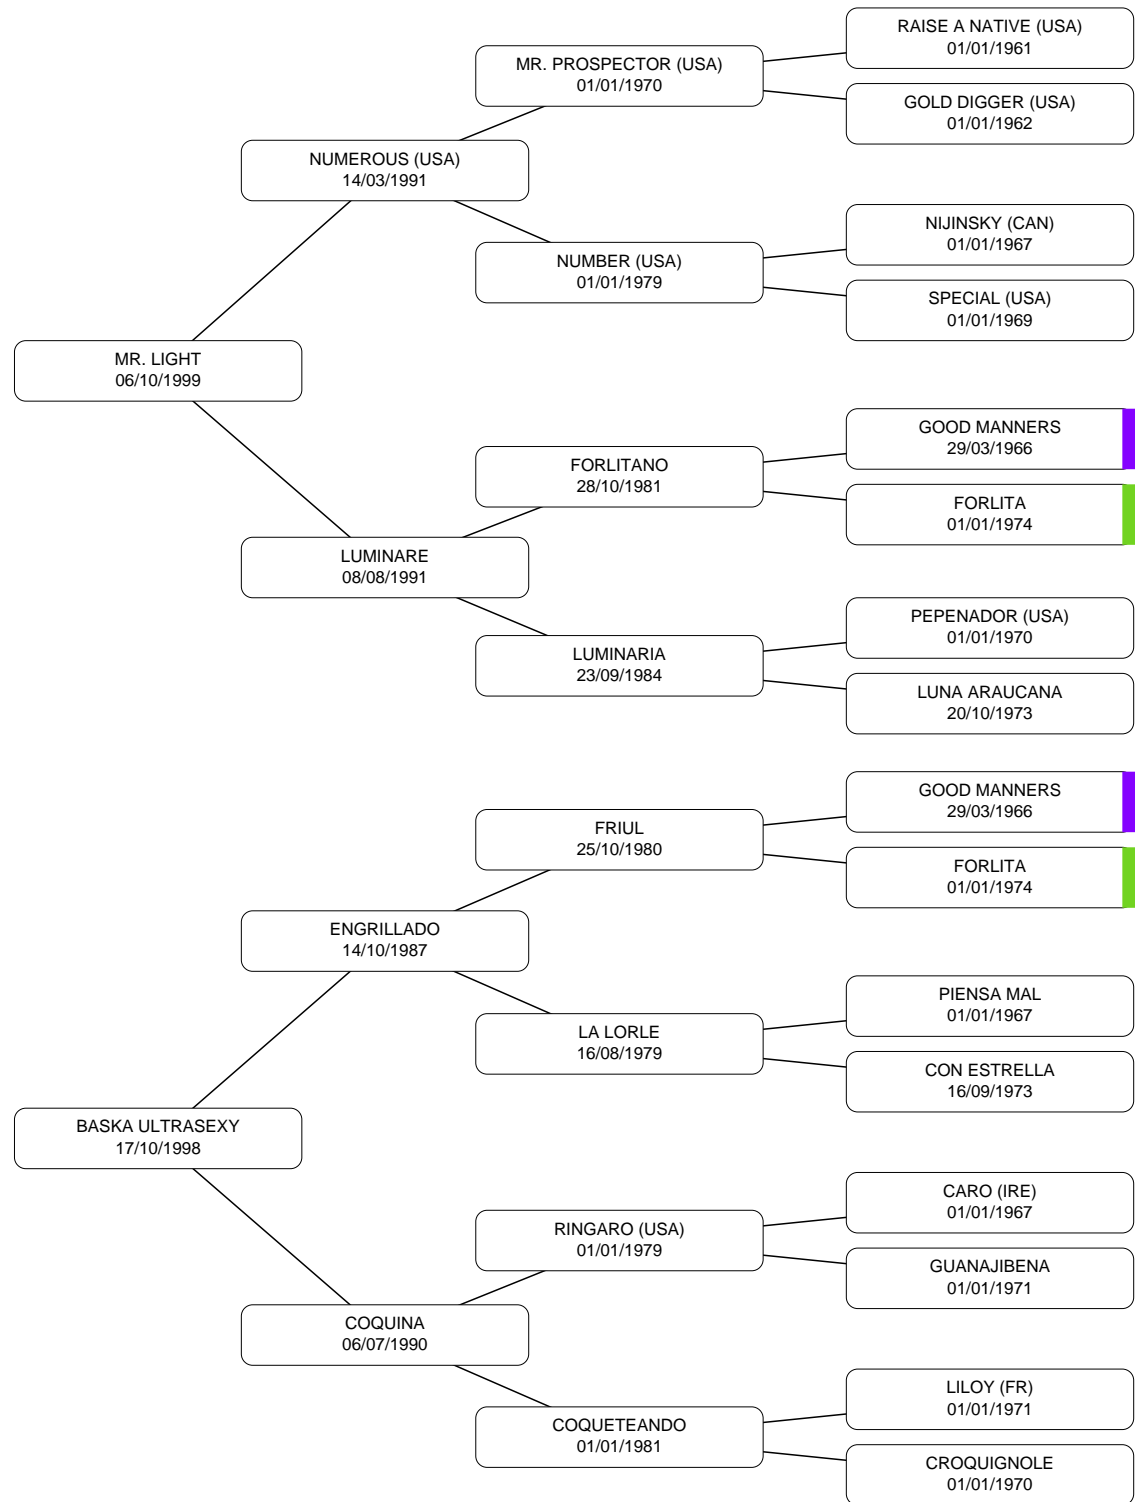 RAISE A NATIVE (USA)
01/01/1961
MR. PROSPECTOR (USA)
01/01/1970
GOLD DIGGER (USA)
01/01/1962
NUMEROUS (USA)
14/03/1991
NIJINSKY (CAN)
01/01/1967
NUMBER (USA)
01/01/1979
SPECIAL (USA)
01/01/1969
MR. LIGHT
06/10/1999
GOOD MANNERS
29/03/1966
FORLITANO
28/10/1981
FORLITA
01/01/1974
LUMINARE
08/08/1991
PEPENADOR (USA)
01/01/1970
LUMINARIA
23/09/1984
LUNA ARAUCANA
20/10/1973
GOOD MANNERS
29/03/1966
FRIUL
25/10/1980
FORLITA
01/01/1974
ENGRILLADO
14/10/1987
PIENSA MAL
01/01/1967
LA LORLE
16/08/1979
CON ESTRELLA
16/09/1973
BASKA ULTRASEXY
17/10/1998
CARO (IRE)
01/01/1967
RINGARO (USA)
01/01/1979
GUANAJIBENA
01/01/1971
COQUINA
06/07/1990
LILOY (FR)
01/01/1971
COQUETEANDO
01/01/1981
CROQUIGNOLE
01/01/1970